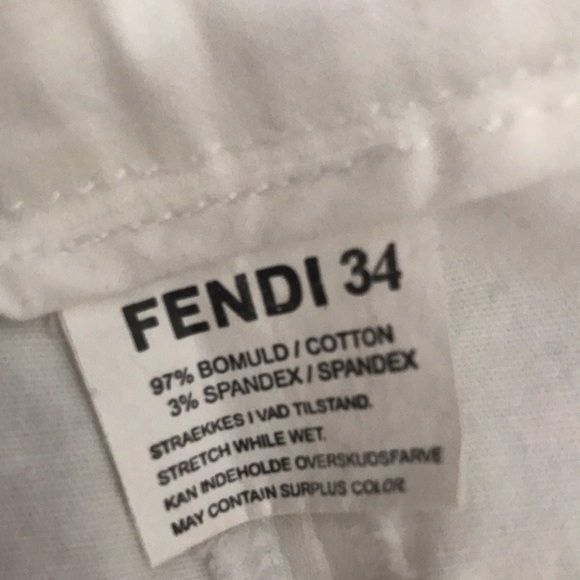 FENDI 34
97% BOMULD / COTTON
3% SPANDEX / SPANDEX
STRAEKKES I VAD TILSTAND.
STRETCH WHILE WET.
KAN INDEHOLDE OVERSKUDSFARVE
MAY CONTAIN SURPLUS COLOR